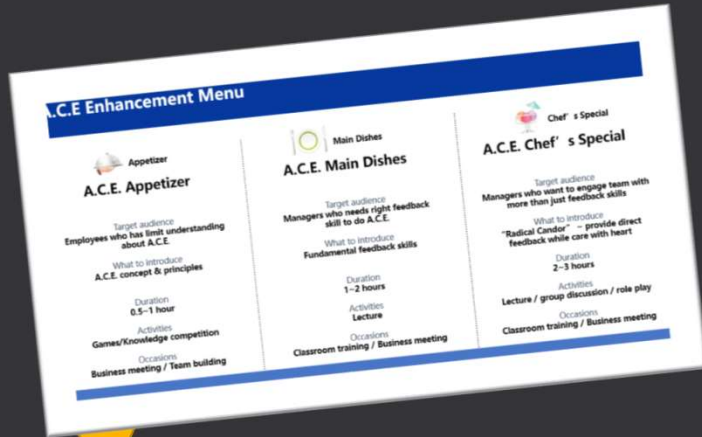 .C.E Enhancement Menu
Appetizer
A.C.E. Appetizer
Target audience
Employees who has limit understanding
about A.C.E.
What to introduce
A.C.E. concept & principles
Duration
0.5~1 hour
Activities
Games/Knowledge competition
Occasions
Business meeting / Team building
Main Dishes
A.C.E. Main Dishes
Target audience
Managers who needs right feedback
skill to do A.C.E.
What to introduce
Fundamental feedback skills
Duration
1~2 hours
Activities
Lecture
Occasions
Classroom training / Business meeting
Chef’s Special
A.C.E. Chef’s Special
Target audience
Managers who want to engage team with
more than just feedback skills
What to introduce
“Radical Candor” – provide direct
feedback while care with heart
Duration
2~3 hours
Activities
Lecture / group discussion / role play
Occasions
Classroom training / Business meeting